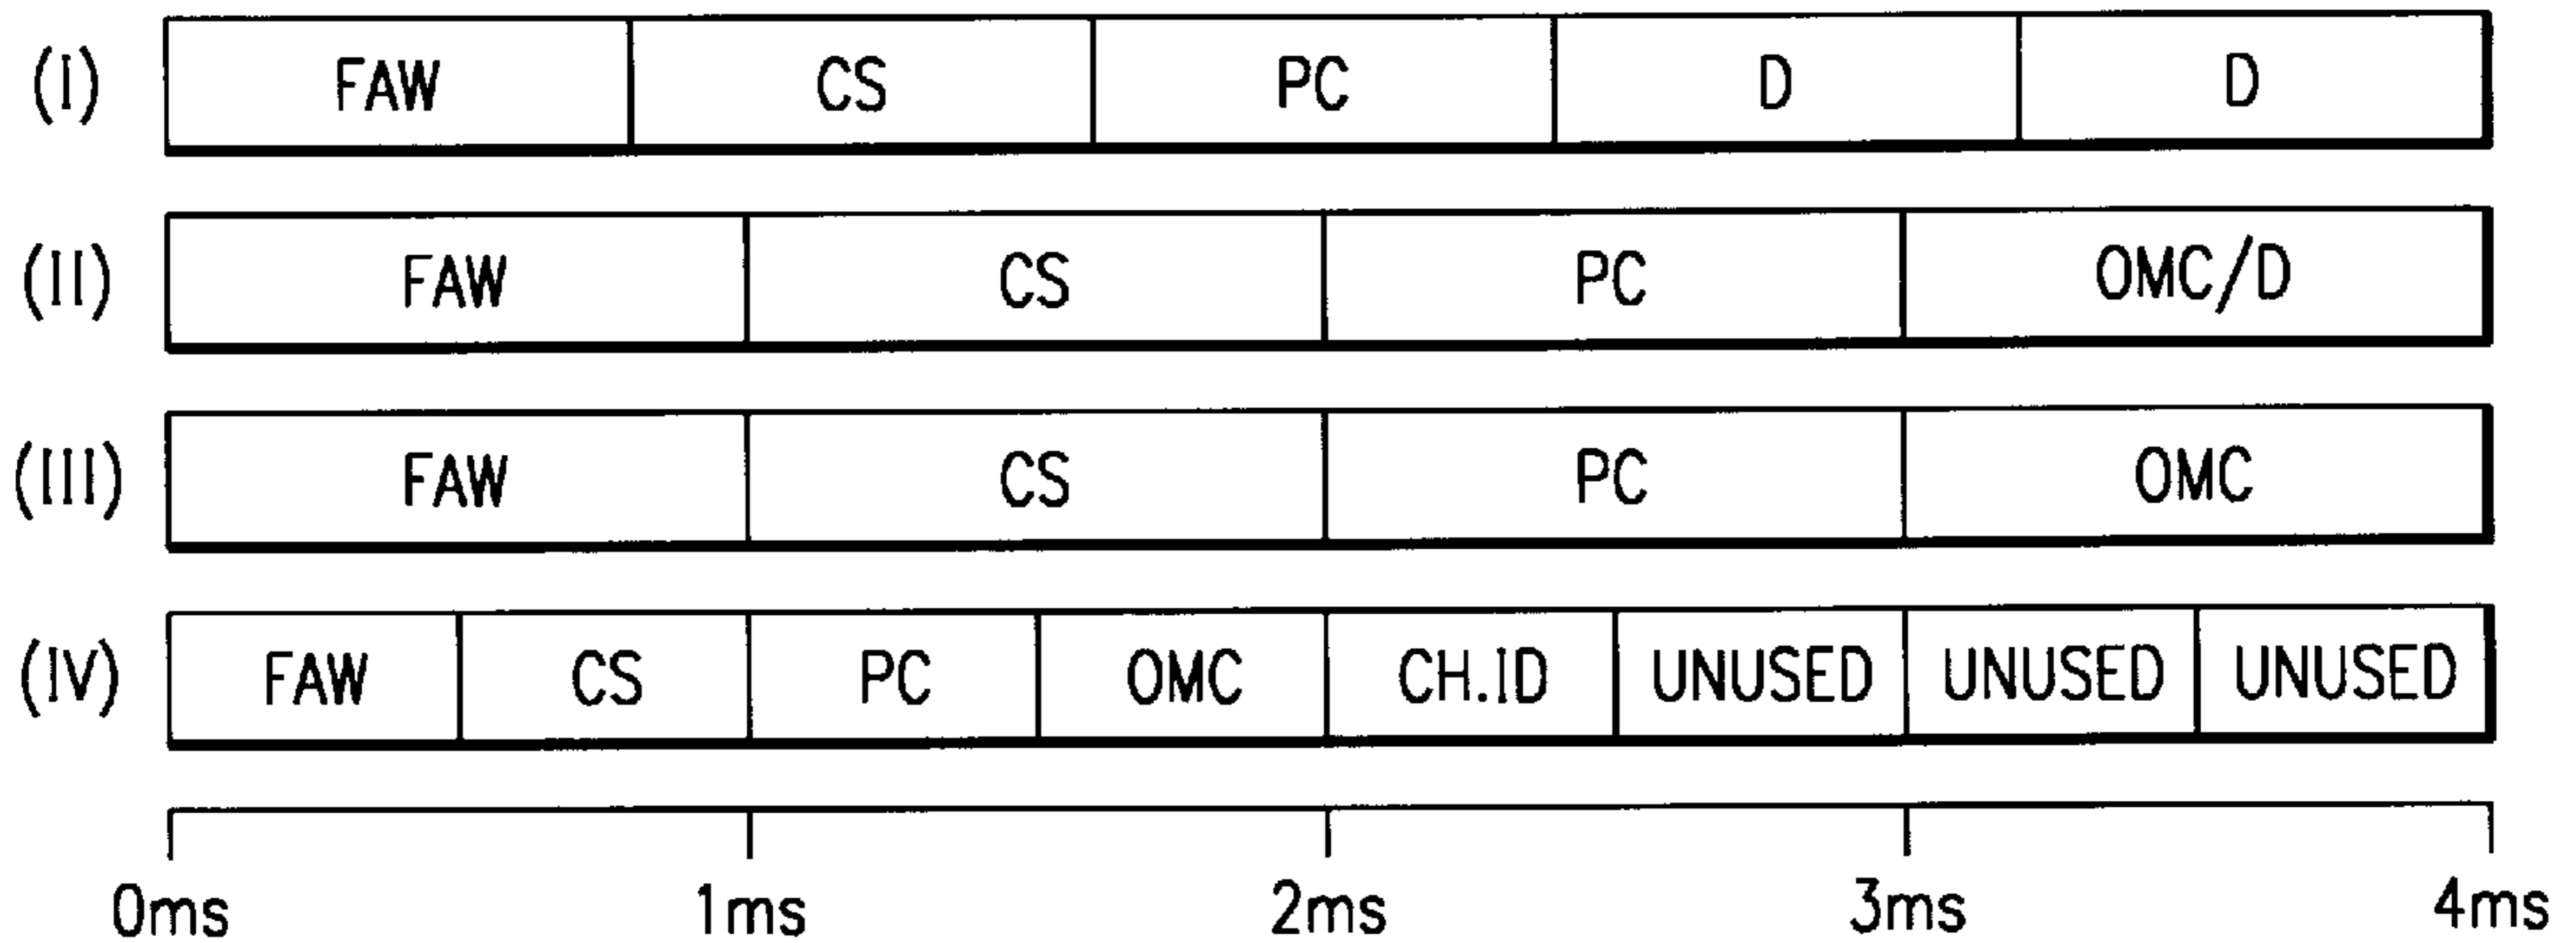 (I) FAW CS PC D D
(II) FAW CS PC OMC/D
(III) FAW CS PC OMC
(IV) FAW CS PC OMC CH.ID UNUSED UNUSED UNUSED
0ms 1ms 2ms 3ms 4ms